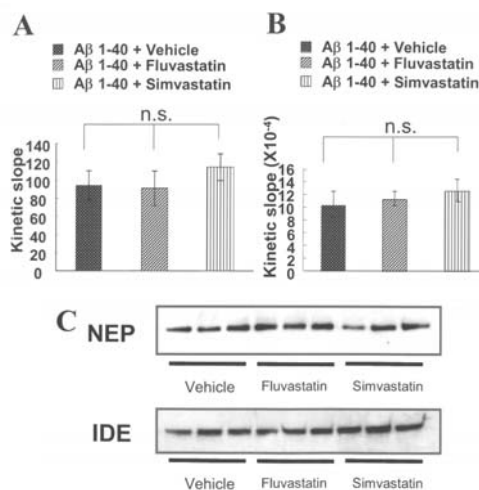 A
Aβ 1-40 + Vehicle
Aβ 1-40 + Fluvastatin
Aβ 1-40 + Simvastatin
n.s.
Kinetic slope
140
120
100
80
60
40
20
0
B
Aβ 1-40 + Vehicle
Aβ 1-40 + Fluvastatin
Aβ 1-40 + Simvastatin
n.s.
Kinetic slope (X10⁻⁴)
16
14
12
10
8
6
4
2
0
C
NEP
Vehicle Fluvastatin Simvastatin
IDE
Vehicle Fluvastatin Simvastatin